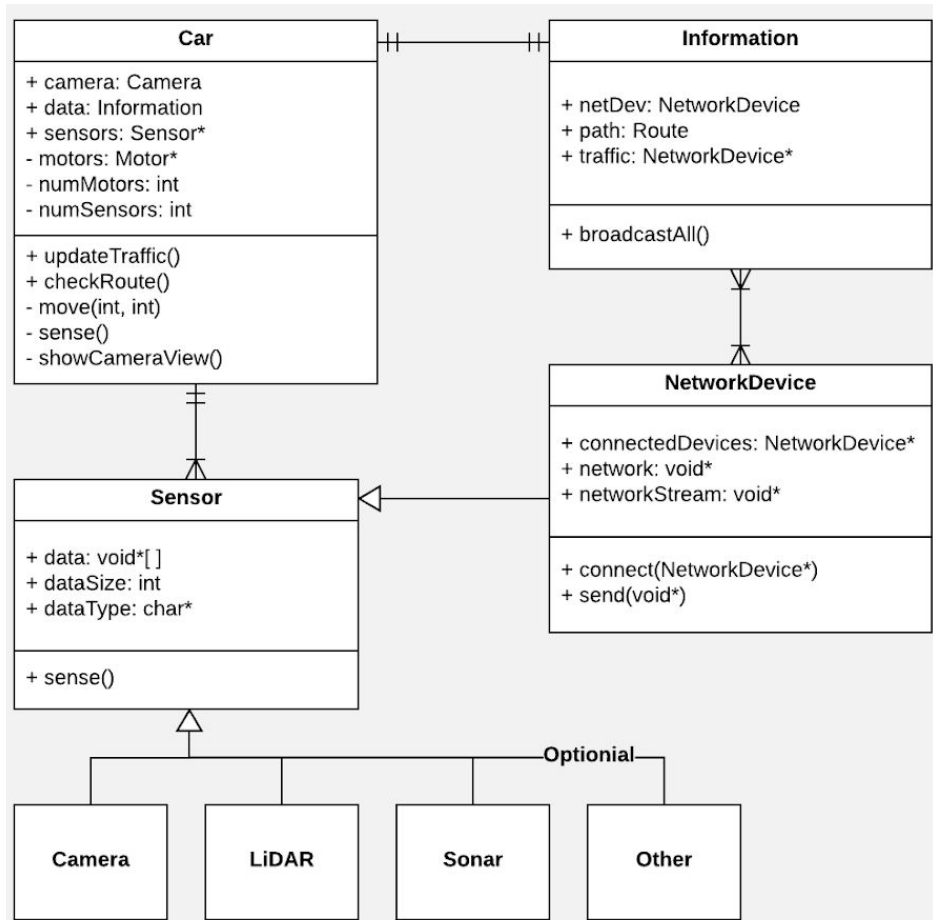 Car
+ camera: Camera
+ data: Information
+ sensors: Sensor*
- motors: Motor*
- numMotors: int
- numSensors: int
+ updateTraffic()
+ checkRoute()
- move(int, int)
- sense()
- showCameraView()
Information
+ netDev: NetworkDevice
+ path: Route
+ traffic: NetworkDevice*
+ broadcastAll()
NetworkDevice
+ connectedDevices: NetworkDevice*
+ network: void*
+ networkStream: void*
+ connect(NetworkDevice*)
+ send(void*)
Sensor
+ data: void*[ ]
+ dataSize: int
+ dataType: char*
+ sense()
Optionial
Camera
LiDAR
Sonar
Other